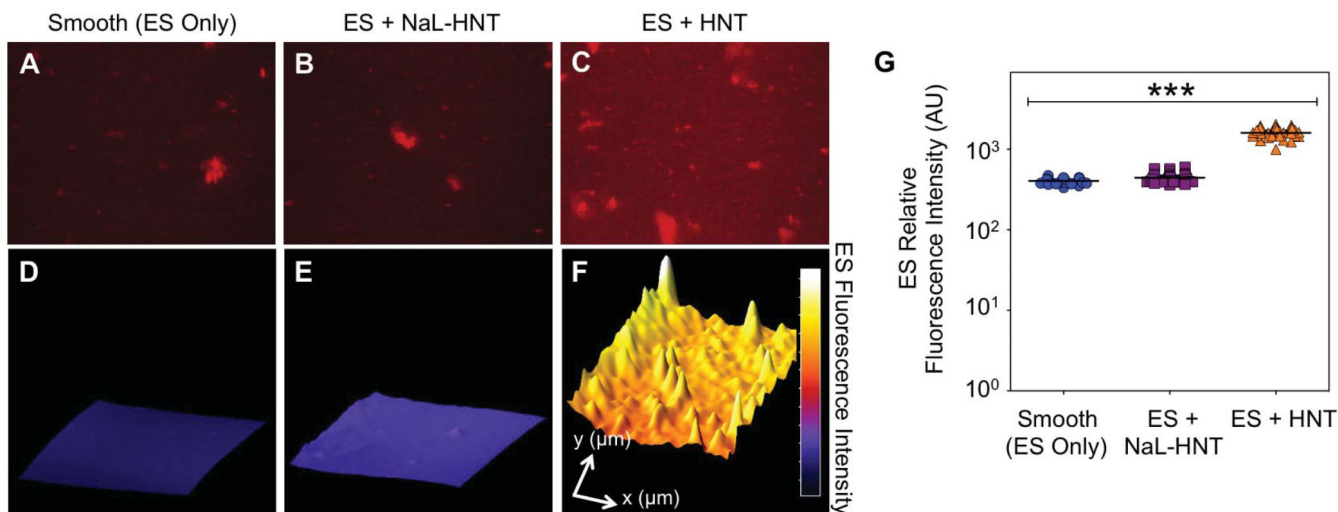 Smooth (ES Only)
ES + NaL-HNT
ES + HNT
A
B
C
D
E
F
y (µm)
x (µm)
ES Fluorescence Intensity
G
ES Relative
Fluorescence Intensity (AU)
***
10³
10²
10¹
10⁰
Smooth
(ES Only)
ES +
NaL-HNT
ES + HNT